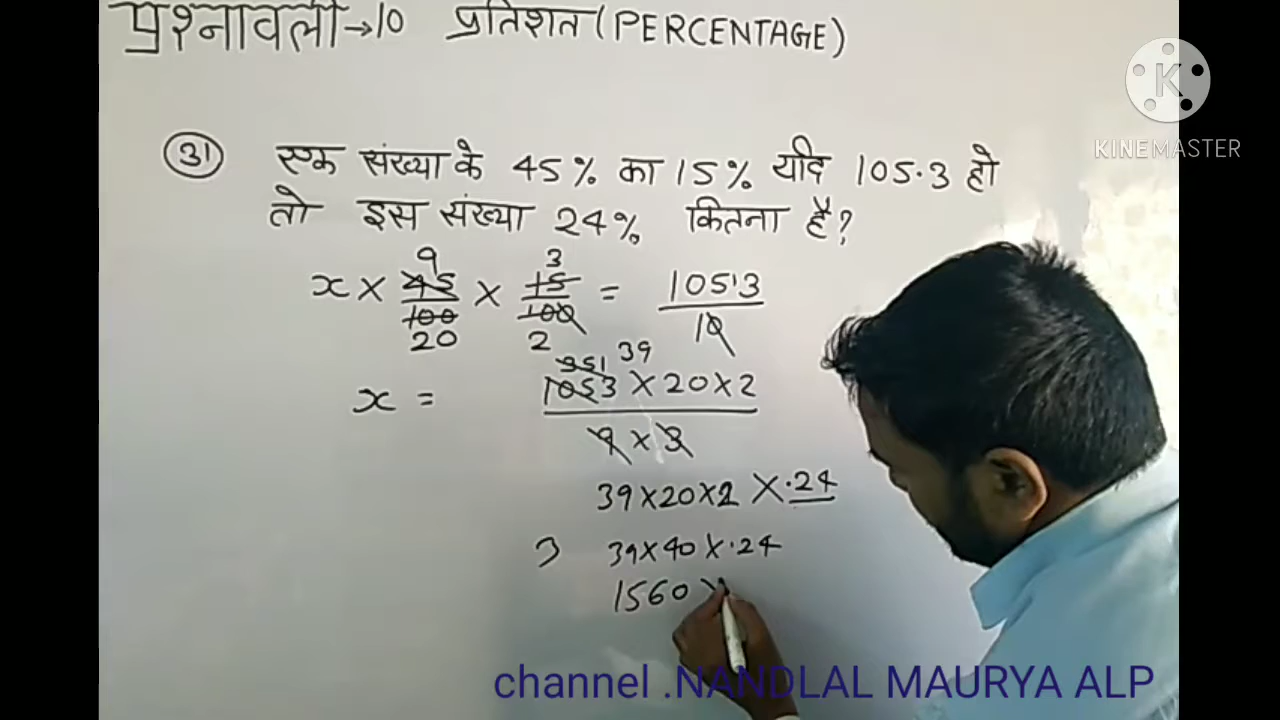 प्रश्नावली→10 प्रतिशत (PERCENTAGE)
K
KINEMASTER
31 एक संख्या के 45% का 15% यदि 105.3 हो
तो इस संख्या 24% कितना है?
9 3
x × 45/100 × 15/100 = 105.3/10
20 2
351 39
x = 1053 × 20 × 2
9 × 3
39 × 20 × 2 × .24
39 × 40 × .24
1560 ×
channel .NANDLAL MAURYA ALP